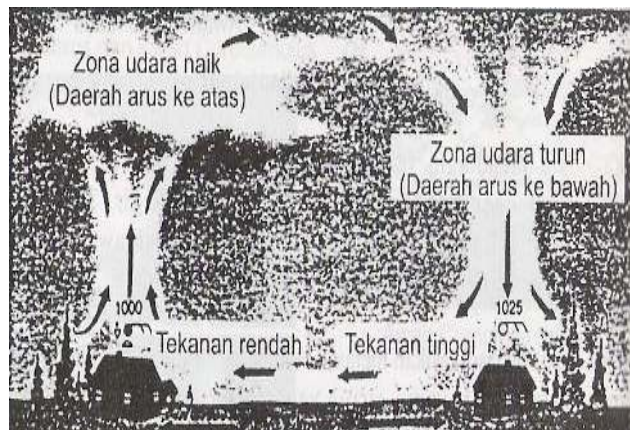 Zona udara naik
(Daerah arus ke atas)
Zona udara turun
(Daerah arus ke bawah)
1000
1025
Tekanan rendah
Tekanan tinggi